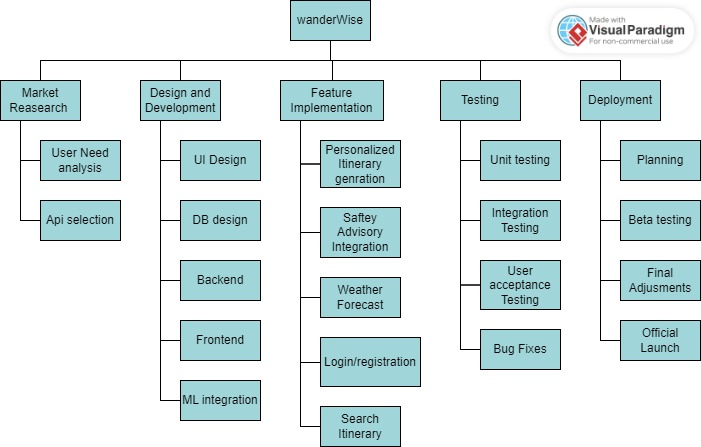 wanderWise
Made with
Visual Paradigm
For non-commercial use
Market
Reasearch
User Need
analysis
Api selection
Design and
Development
UI Design
DB design
Backend
Frontend
ML integration
Feature
Implementation
Personalized
Itinerary
genration
Saftey
Advisory
Integration
Weather
Forecast
Login/registration
Search
Itinerary
Testing
Unit testing
Integration
Testing
User
acceptance
Testing
Bug Fixes
Deployment
Planning
Beta testing
Final
Adjusments
Official
Launch